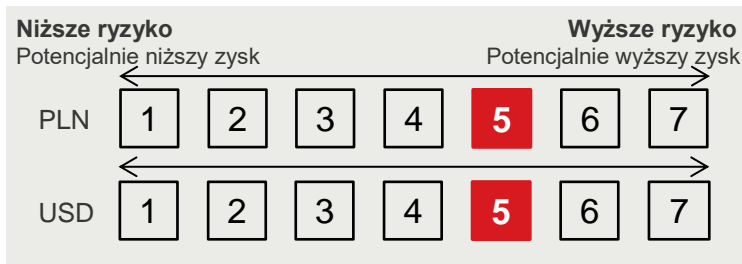 Niższe ryzyko Wyższe ryzyko
Potencjalnie niższy zysk Potencjalnie wyższy zysk
PLN 1 2 3 4 5 6 7
USD 1 2 3 4 5 6 7